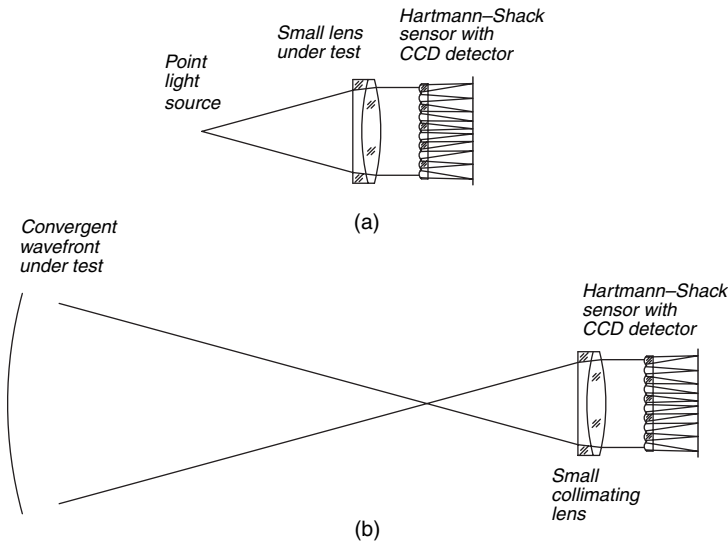 Point
light
source
Small lens
under test
Hartmann–Shack
sensor with
CCD detector
(a)
Convergent
wavefront
under test
Hartmann–Shack
sensor with
CCD detector
Small
collimating
lens
(b)